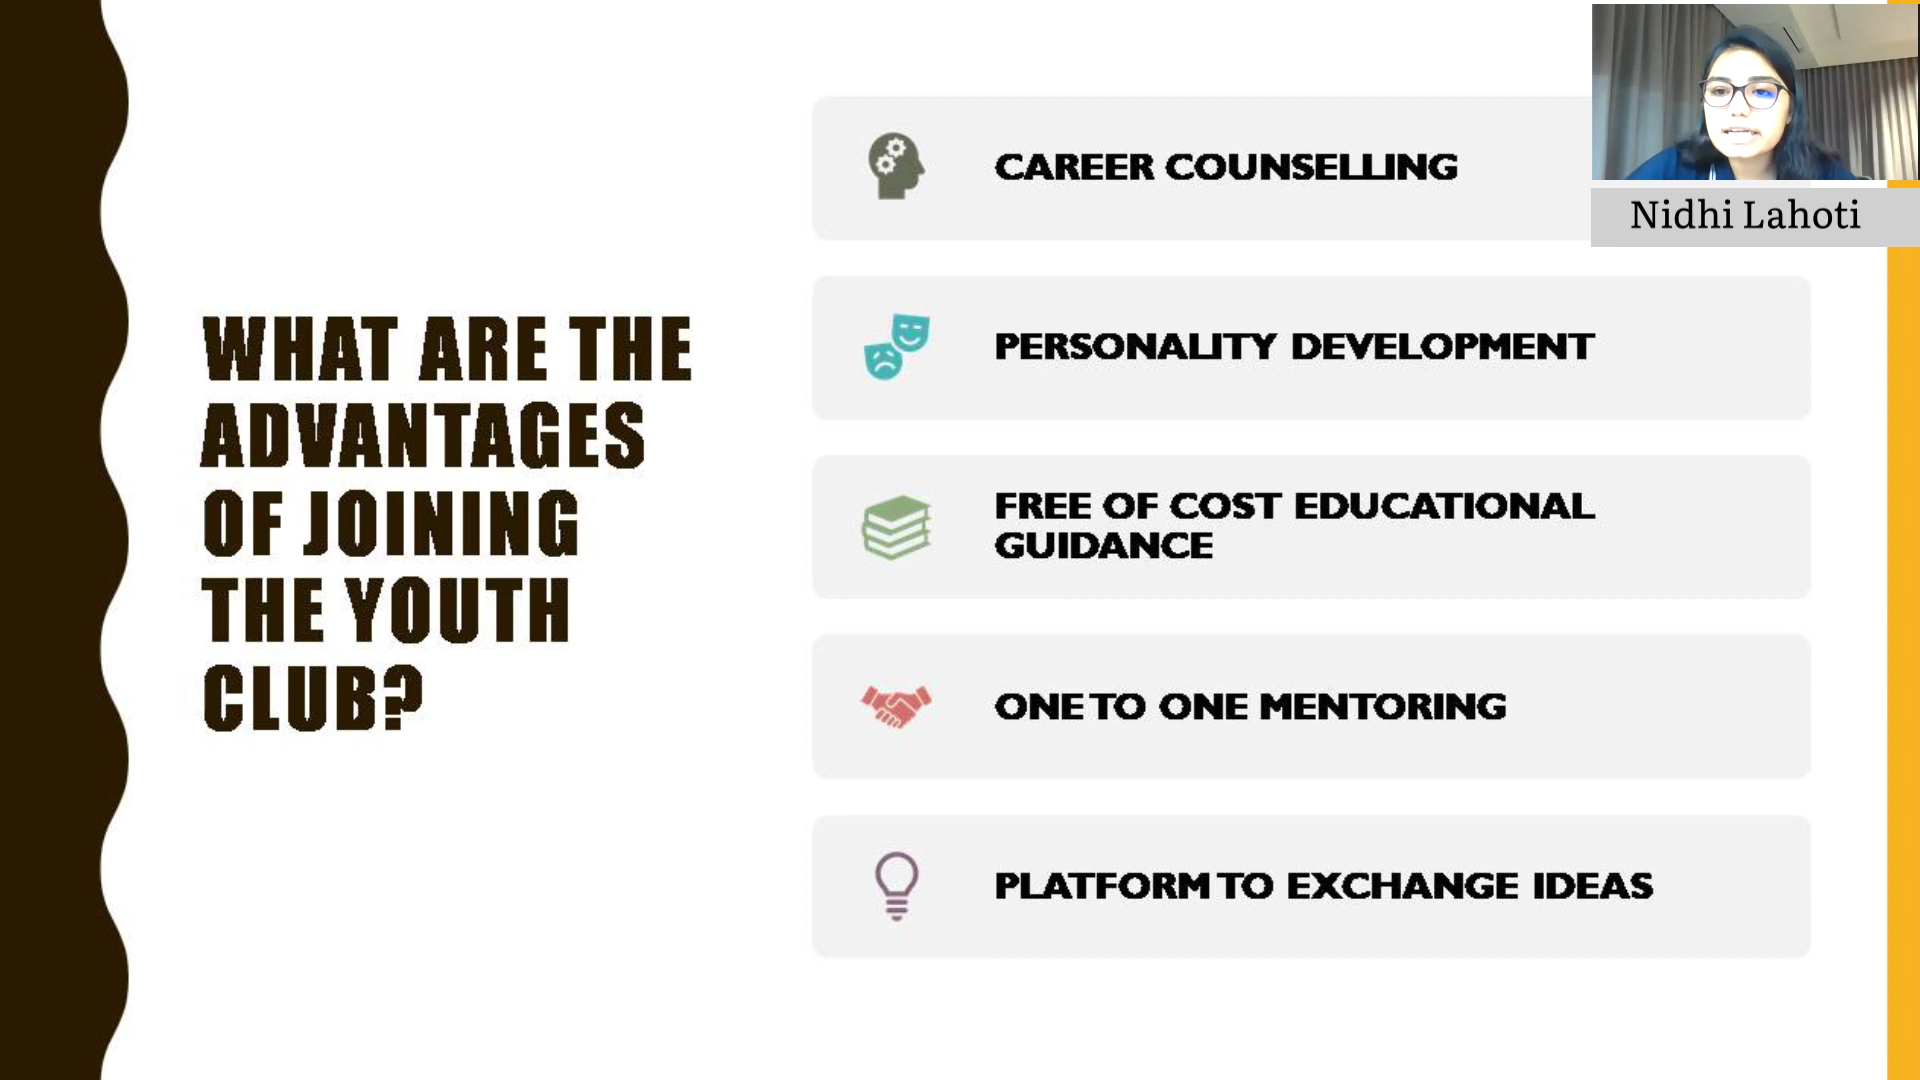 WHAT ARE THE
ADVANTAGES
OF JOINING
THE YOUTH
CLUB?
CAREER COUNSELLING
PERSONALITY DEVELOPMENT
FREE OF COST EDUCATIONAL
GUIDANCE
ONE TO ONE MENTORING
PLATFORM TO EXCHANGE IDEAS
Nidhi Lahoti